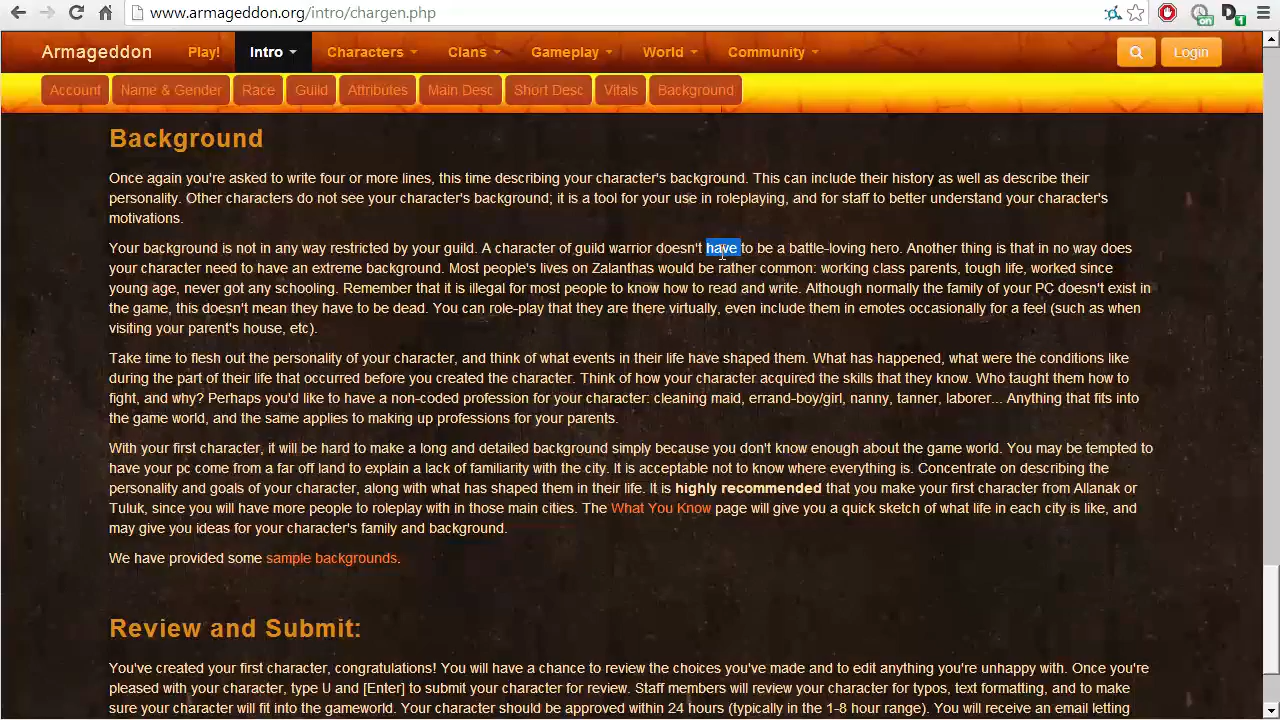 www.armageddon.org/intro/chargen.php
on
D
1
Armageddon Play! Intro Characters Clans Gameplay World Community Login
Account Name & Gender Race Guild Attributes Main Desc Short Desc Vitals Background
Background
Once again you're asked to write four or more lines, this time describing your character's background. This can include their history as well as describe their
personality. Other characters do not see your character's background; it is a tool for your use in roleplaying, and for staff to better understand your character's
motivations.
Your background is not in any way restricted by your guild. A character of guild warrior doesn't have to be a battle-loving hero. Another thing is that in no way does
your character need to have an extreme background. Most people's lives on Zalanthas would be rather common: working class parents, tough life, worked since
young age, never got any schooling. Remember that it is illegal for most people to know how to read and write. Although normally the family of your PC doesn't exist in
the game, this doesn't mean they have to be dead. You can role-play that they are there virtually, even include them in emotes occasionally for a feel (such as when
visiting your parent's house, etc).
Take time to flesh out the personality of your character, and think of what events in their life have shaped them. What has happened, what were the conditions like
during the part of their life that occurred before you created the character. Think of how your character acquired the skills that they know. Who taught them how to
fight, and why? Perhaps you'd like to have a non-coded profession for your character: cleaning maid, errand-boy/girl, nanny, tanner, laborer... Anything that fits into
the game world, and the same applies to making up professions for your parents.
With your first character, it will be hard to make a long and detailed background simply because you don't know enough about the game world. You may be tempted to
have your pc come from a far off land to explain a lack of familiarity with the city. It is acceptable not to know where everything is. Concentrate on describing the
personality and goals of your character, along with what has shaped them in their life. It is highly recommended that you make your first character from Allanak or
Tuluk, since you will have more people to roleplay with in those main cities. The What You Know page will give you a quick sketch of what life in each city is like, and
may give you ideas for your character's family and background.
We have provided some sample backgrounds.
Review and Submit:
You've created your first character, congratulations! You will have a chance to review the choices you've made and to edit anything you're unhappy with. Once you're
pleased with your character, type U and [Enter] to submit your character for review. Staff members will review your character for typos, text formatting, and to make
sure your character will fit into the gameworld. Your character should be approved within 24 hours (typically in the 1-8 hour range). You will receive an email letting